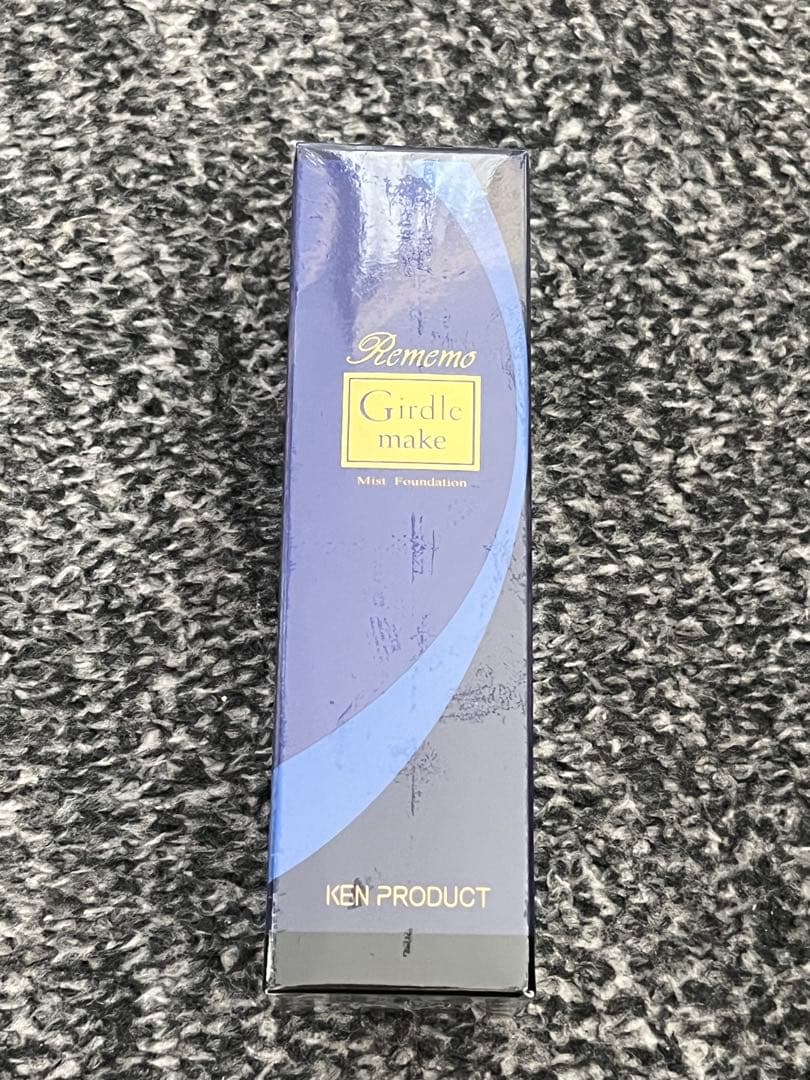 Rememo
Girdle
make
Mist Foundation
KEN PRODUCT